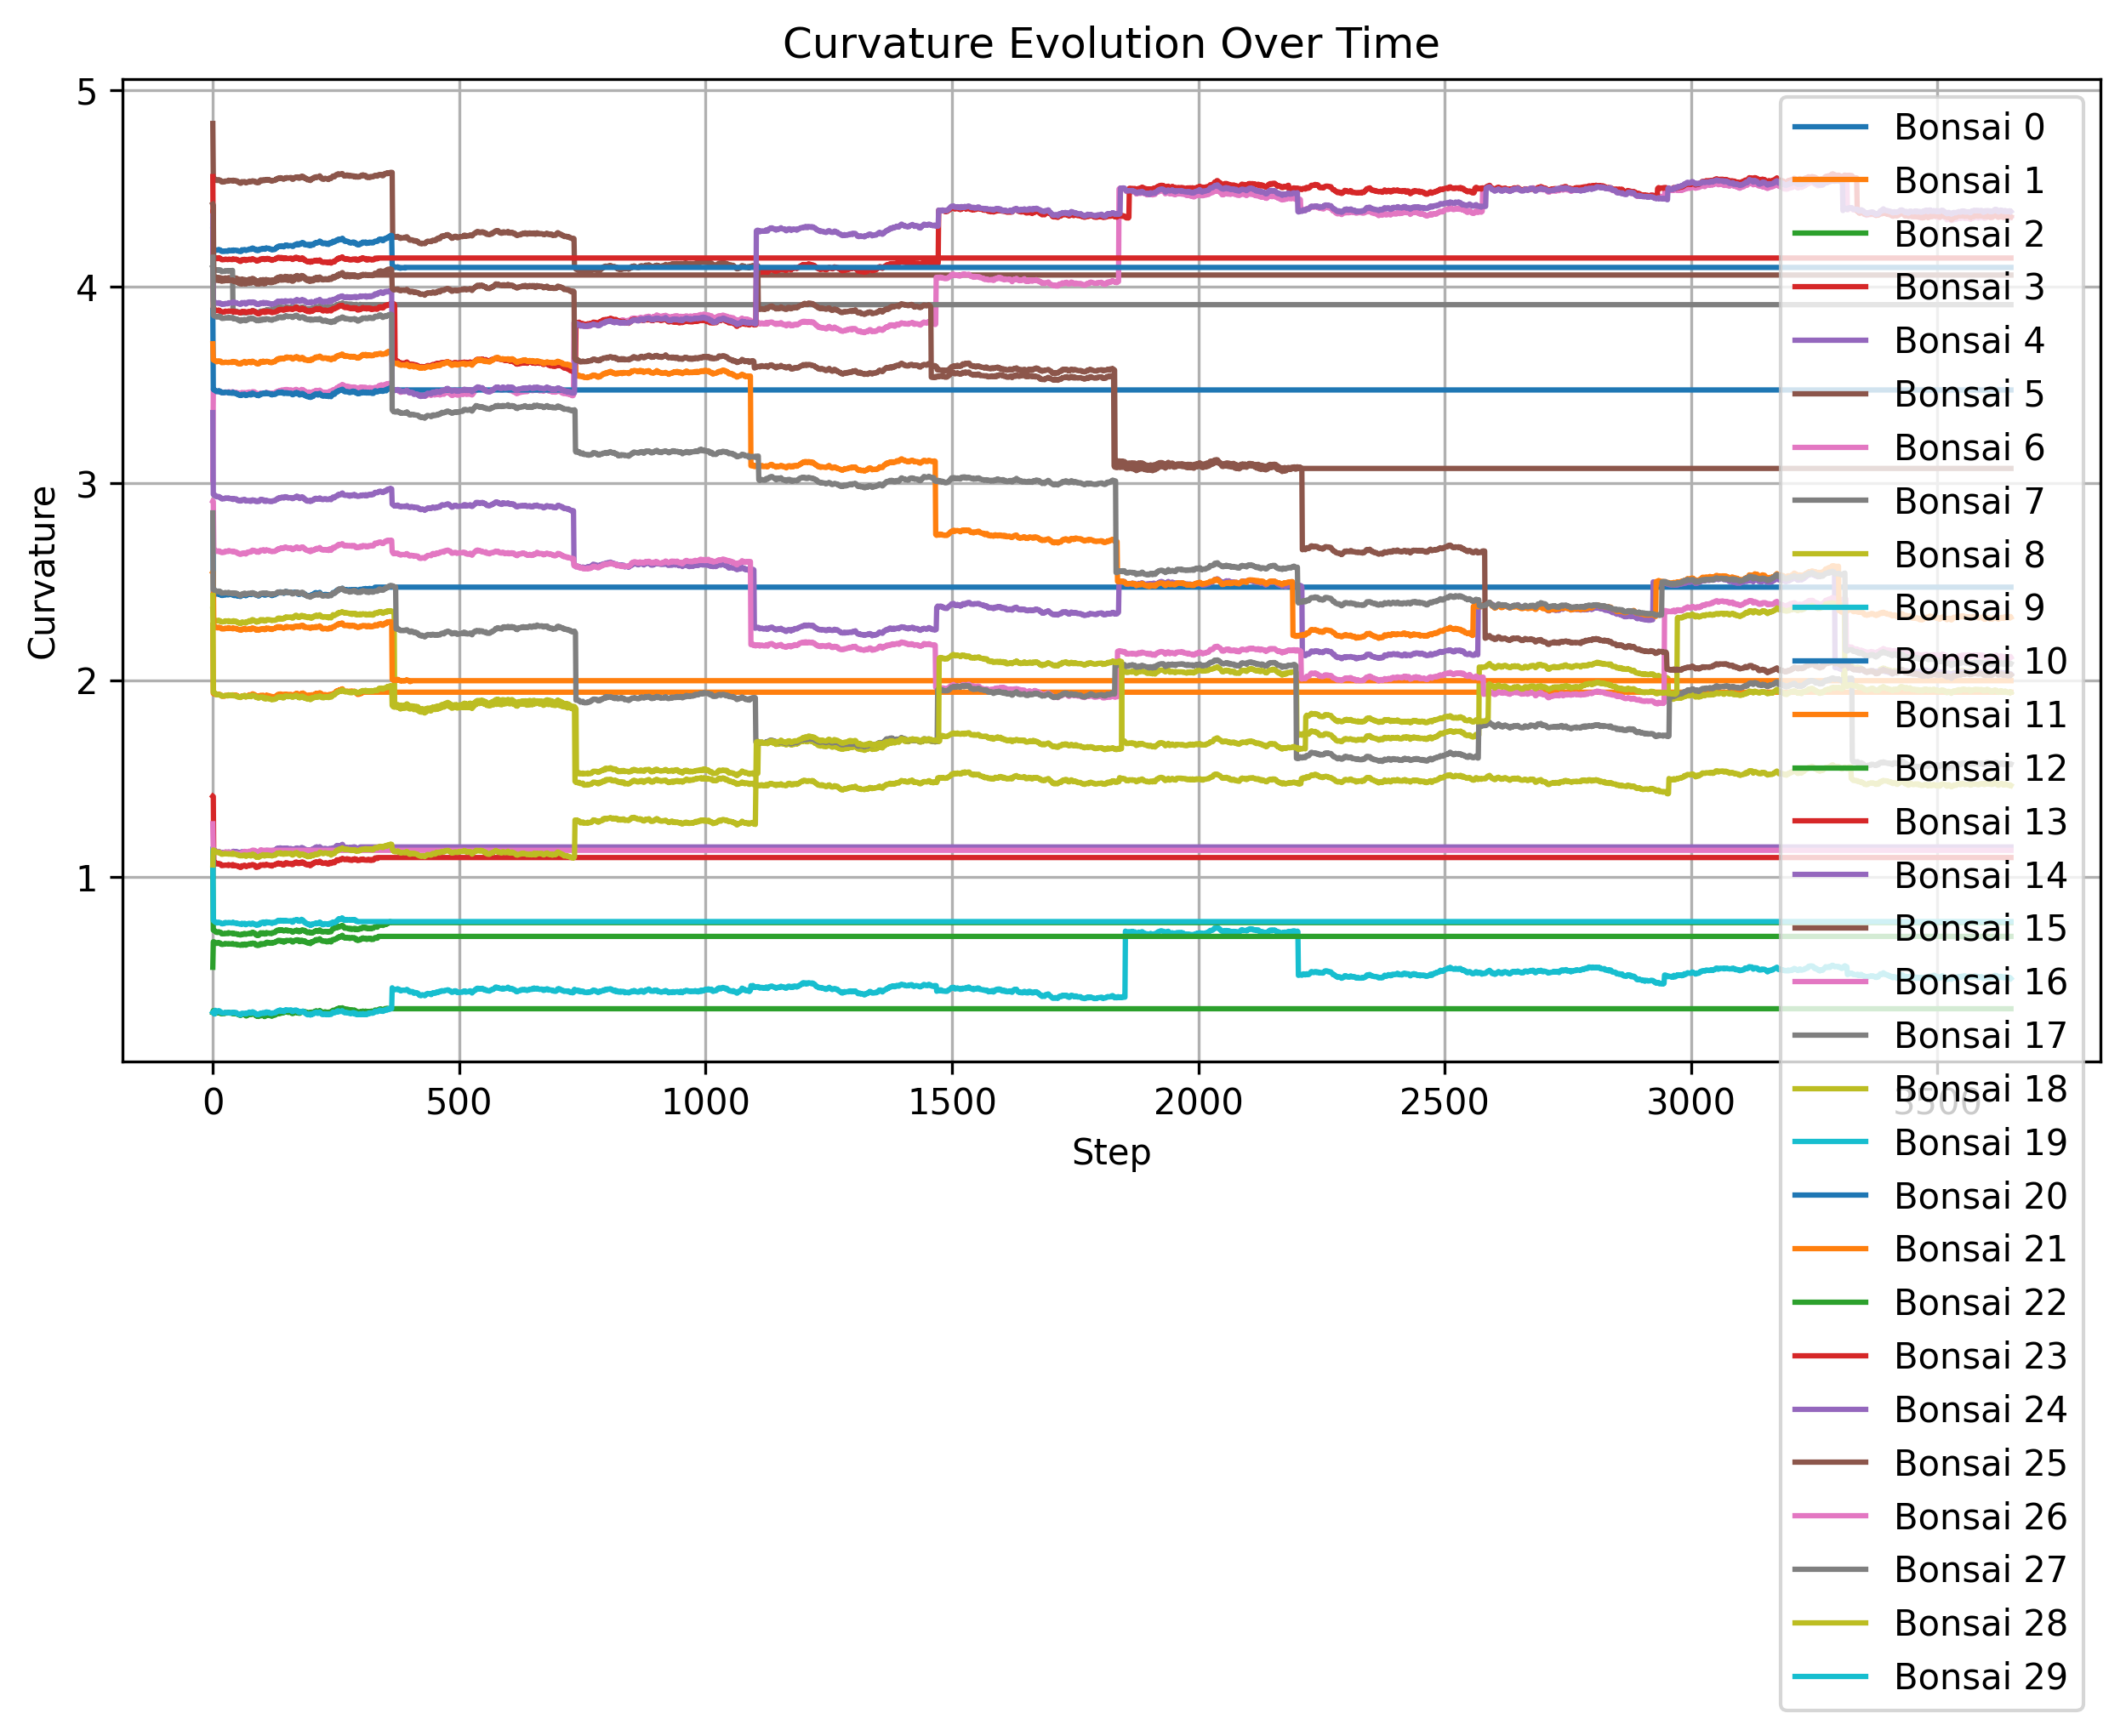 Curvature Evolution Over Time
Curvature
5
4
3
2
1
0
500
1000
1500
2000
2500
3000
3500
Step
Bonsai 0
Bonsai 1
Bonsai 2
Bonsai 3
Bonsai 4
Bonsai 5
Bonsai 6
Bonsai 7
Bonsai 8
Bonsai 9
Bonsai 10
Bonsai 11
Bonsai 12
Bonsai 13
Bonsai 14
Bonsai 15
Bonsai 16
Bonsai 17
Bonsai 18
Bonsai 19
Bonsai 20
Bonsai 21
Bonsai 22
Bonsai 23
Bonsai 24
Bonsai 25
Bonsai 26
Bonsai 27
Bonsai 28
Bonsai 29